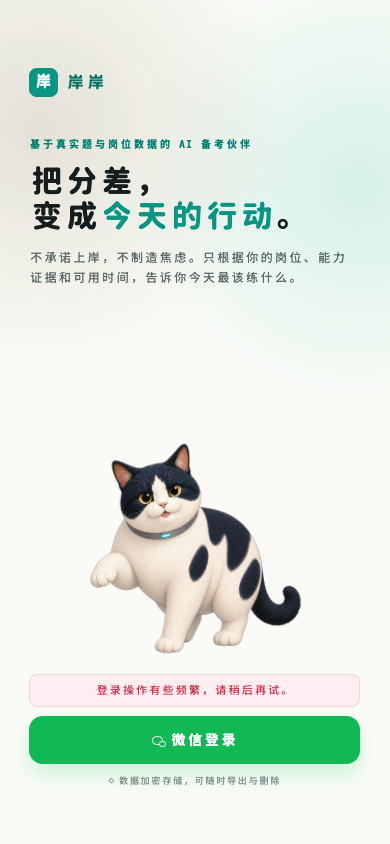 岸 岸岸
基于真实题与岗位数据的 AI 备考伙伴
把分差，
变成今天的行动。
不承诺上岸，不制造焦虑。只根据你的岗位、能力
证据和可用时间，告诉你今天最该练什么。
登录操作有些频繁，请稍后再试。
微信登录
数据加密存储，可随时导出与删除